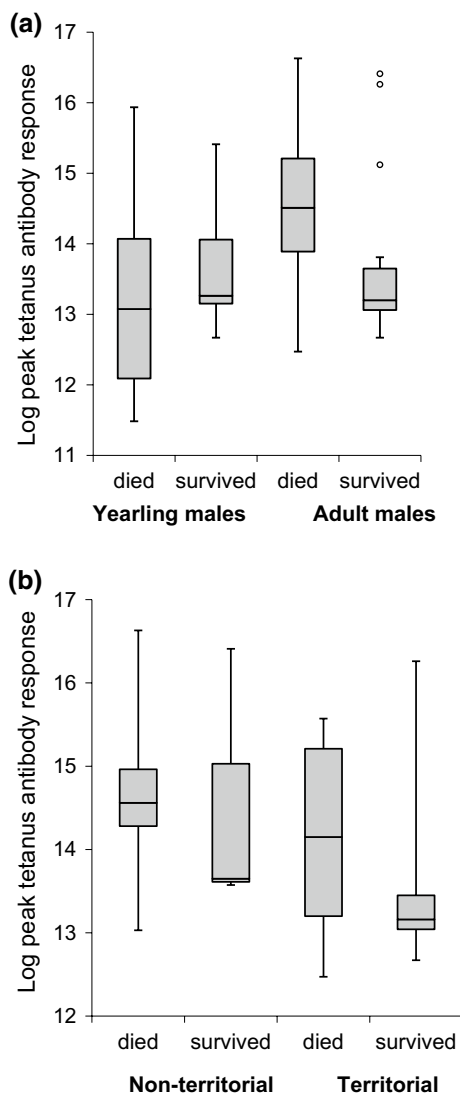 (a)
Log peak tetanus antibody response
17
16
15
14
13
12
11
died survived died survived
Yearling males Adult males
(b)
Log peak tetanus antibody response
17
16
15
14
13
12
died survived died survived
Non-territorial Territorial